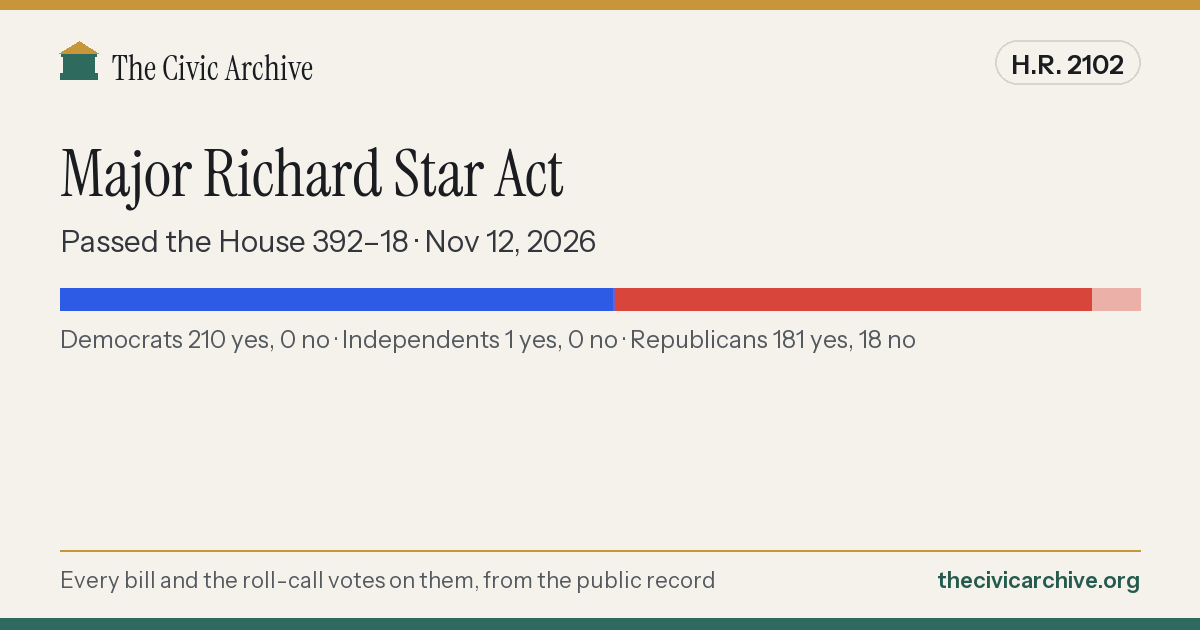 The Civic Archive
H.R. 2102
Major Richard Star Act
Passed the House 392–18 · Nov 12, 2026
Democrats 210 yes, 0 no · Independents 1 yes, 0 no · Republicans 181 yes, 18 no
Every bill and the roll-call votes on them, from the public record
thecivicarchive.org